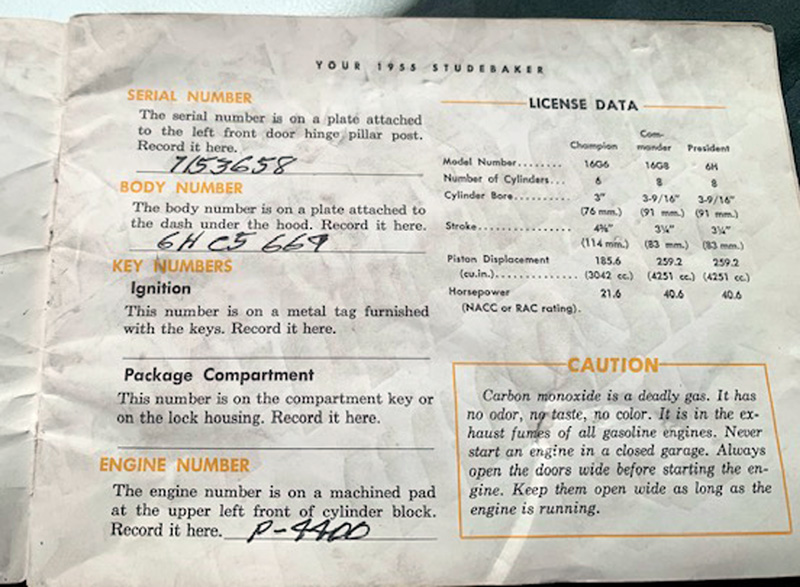 YOUR 1955 STUDEBAKER
SERIAL NUMBER
The serial number is on a plate attached
to the left front door hinge pillar post.
Record it here.
7153658
BODY NUMBER
The body number is on a plate attached to
the dash under the hood. Record it here.
6H C5 669
KEY NUMBERS
Ignition
This number is on a metal tag furnished
with the keys. Record it here.
Package Compartment
This number is on the compartment key or
on the lock housing. Record it here.
ENGINE NUMBER
The engine number is on a machined pad
at the upper left front of cylinder block.
Record it here. P-4400
LICENSE DATA
Champion Com-mander President
Model Number........ 16G6 16G8 6H
Number of Cylinders... 6 8 8
Cylinder Bore.......... 3" 3-9/16" 3-9/16"
(76 mm.) (91 mm.) (91 mm.)
Stroke................. 4⅜" 3¼" 3¼"
(114 mm.) (83 mm.) (83 mm.)
Piston Displacement 185.6 259.2 259.2
(cu.in.).............. (3042 cc.) (4251 cc.) (4251 cc.)
Horsepower 21.6 40.6 40.6
(NACC or RAC rating).
CAUTION
Carbon monoxide is a deadly gas. It has
no odor, no taste, no color. It is in the ex-
haust fumes of all gasoline engines. Never
start an engine in a closed garage. Always
open the doors wide before starting the en-
gine. Keep them open wide as long as the
engine is running.